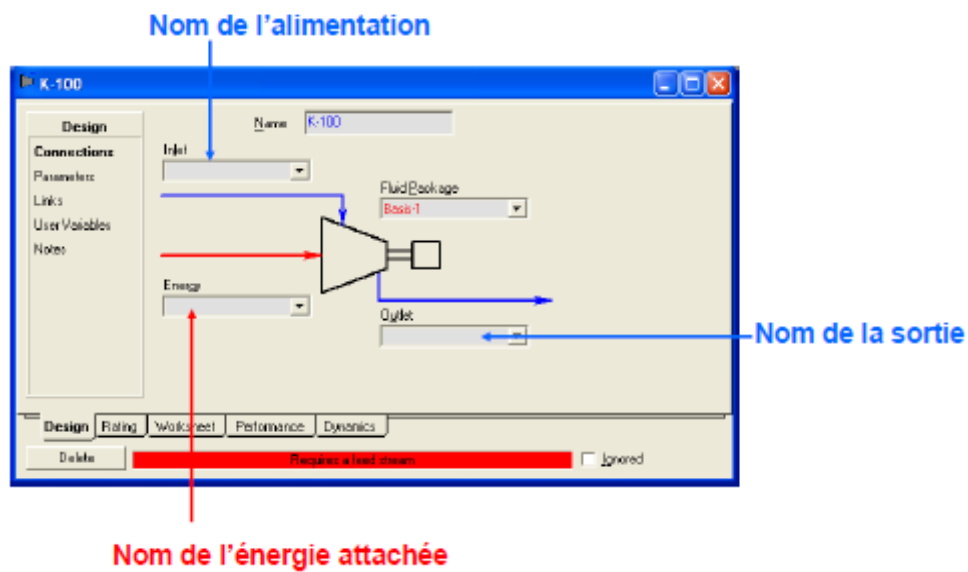 Nom de l'alimentation
K-100
Design
Name K-100
Connections
Inlet
Parameters
Fluid Package
Links
Basis-1
User Variables
Notes
Energy
Outlet
Nom de la sortie
Design Rating Worksheet Performance Dynamics
Delete Requires a feed stream Ignored
Nom de l'énergie attachée